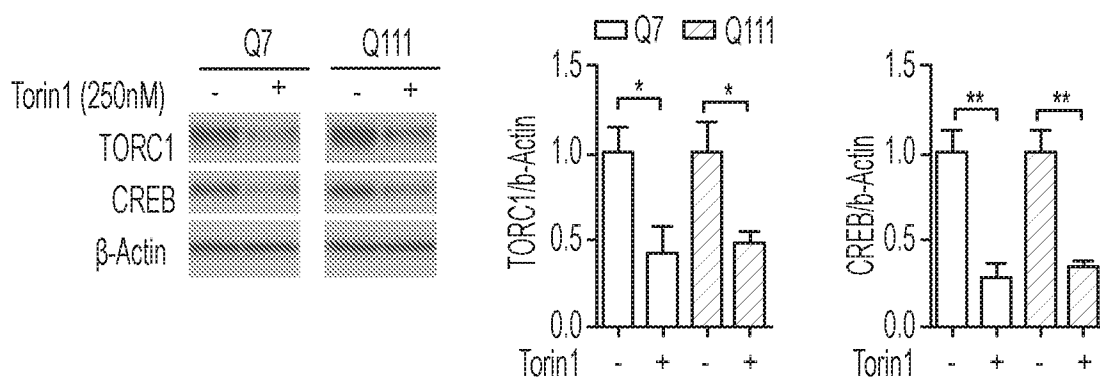 Q7 Q111
Torin1 (250nM) - + - +
TORC1
CREB
β-Actin
Q7 Q111
TORC1/b-Actin
1.5
1.0
0.5
0.0
* *
Torin1 - + - +
CREB/b-Actin
1.5
1.0
0.5
0.0
** **
Torin1 - + - +